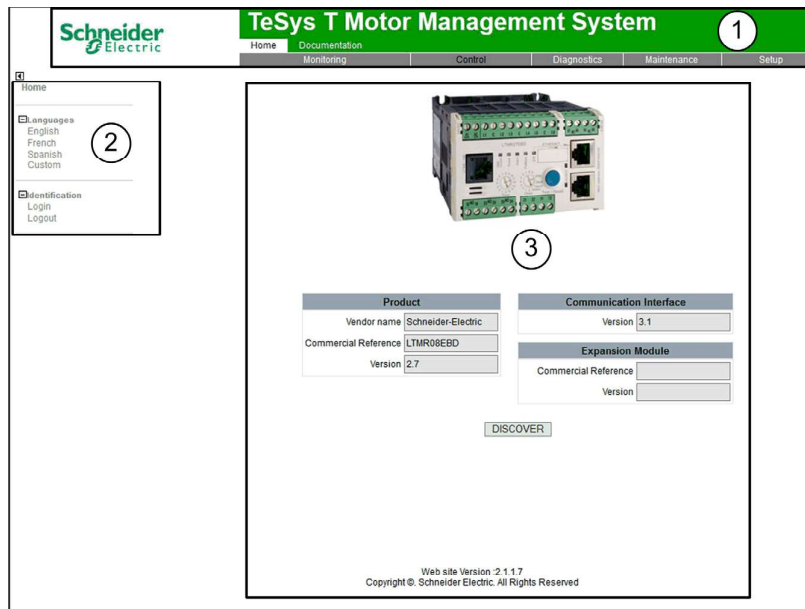 Schneider
Electric
TeSys T Motor Management System
1
Home Documentation
Monitoring Control Diagnostics Maintenance Setup
Home
Languages
English
French
Spanish
Custom
2
Identification
Login
Logout
3
Product
Vendor name Schneider-Electric
Commercial Reference LTMR08EBD
Version 2.7
Communication Interface
Version 3.1
Expansion Module
Commercial Reference
Version
DISCOVER
Web site Version :2.1.1.7
Copyright ©. Schneider Electric. All Rights Reserved